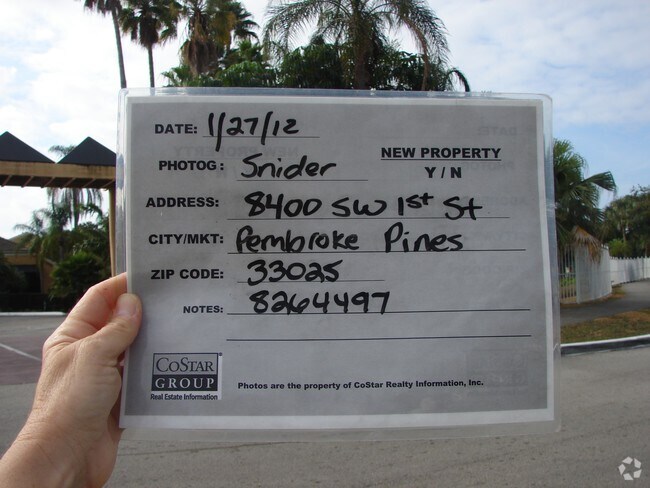 DATE: 1/27/12
PHOTOG: Snider
NEW PROPERTY
Y / N
ADDRESS: 8400 SW 1st St
CITY/MKT: Pembroke Pines
ZIP CODE: 33025
NOTES: 8264497
COSTAR
GROUP
Real Estate Information
Photos are the property of CoStar Realty Information, Inc.